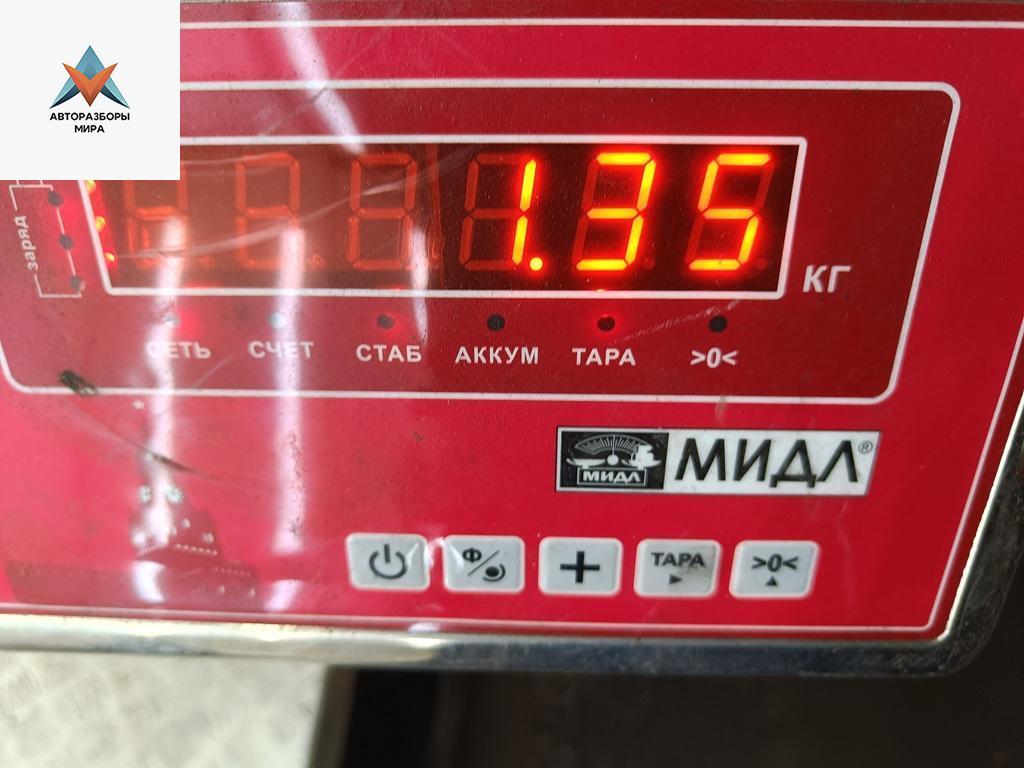 АВТОРАЗБОРЫ
МИРА
заряд
1.35
КГ
СЕТЬ СЧЕТ СТАБ АККУМ ТАРА >0<
МИДЛ МИДЛ®
Ф ТАРА >0<